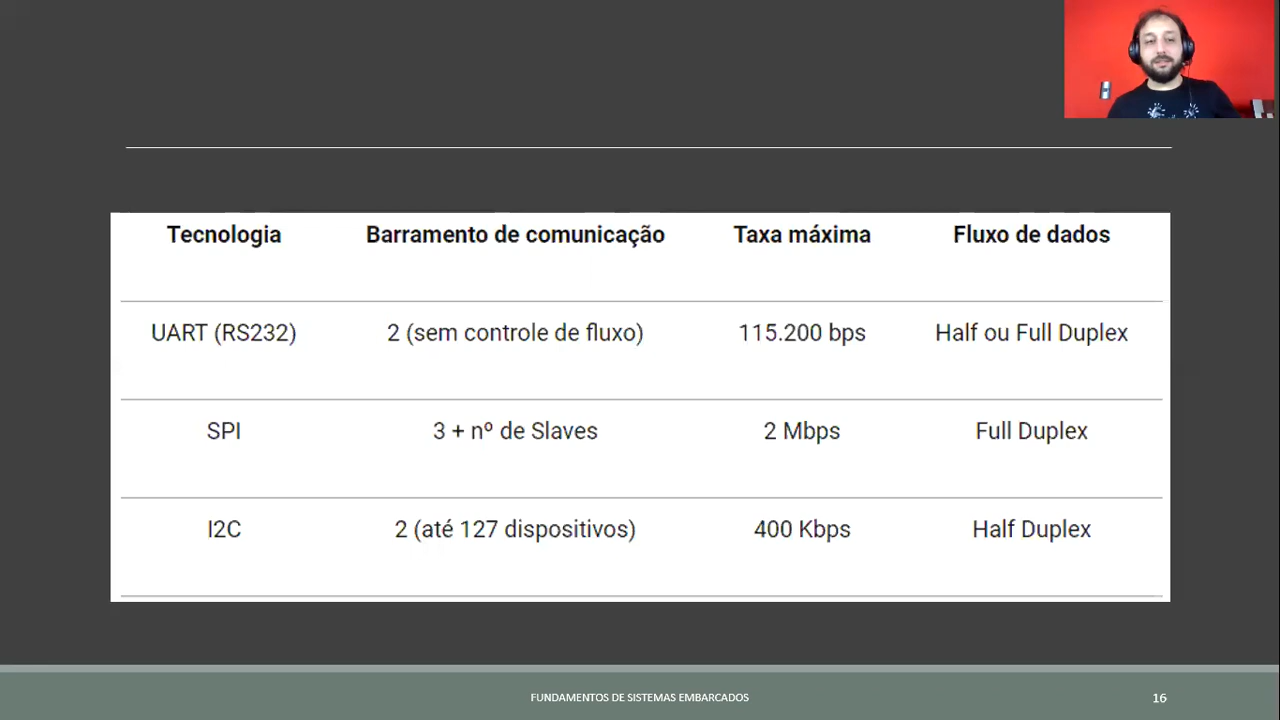 Tecnologia Barramento de comunicação Taxa máxima Fluxo de dados
UART (RS232) 2 (sem controle de fluxo) 115.200 bps Half ou Full Duplex
SPI 3 + nº de Slaves 2 Mbps Full Duplex
I2C 2 (até 127 dispositivos) 400 Kbps Half Duplex
FUNDAMENTOS DE SISTEMAS EMBARCADOS 16